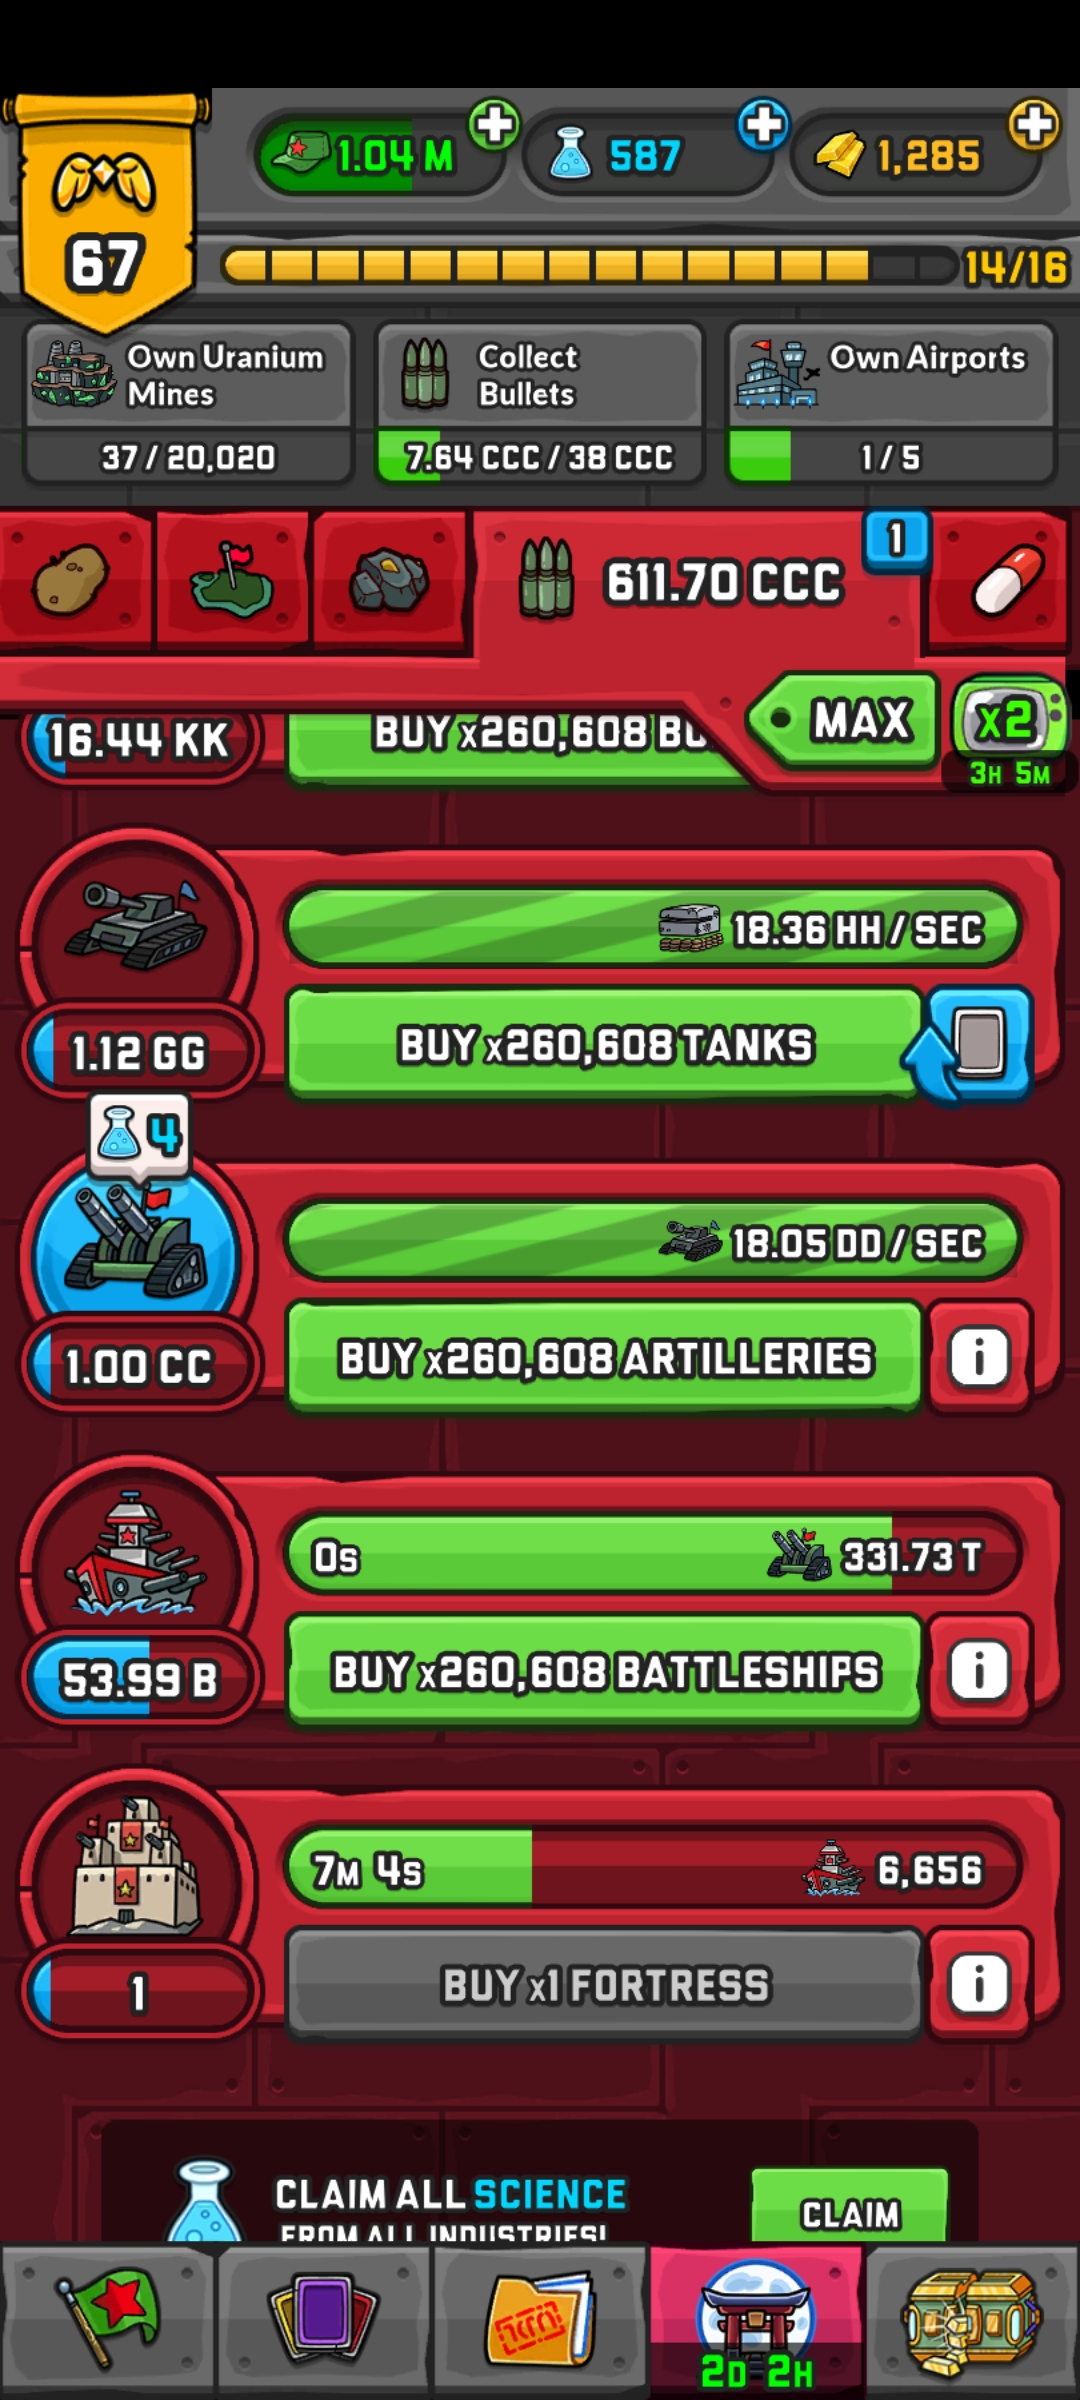 1.04 M
587
1,285
67
14/16
Own Uranium
Mines
37 / 20,020
Collect
Bullets
7.64 CCC / 38 CCC
Own Airports
1 / 5
611.70 CCC
1
MAX
x2
3H 5M
16.44 KK
BUY x260,608
18.36 HH / SEC
1.12 GG
BUY x260,608 TANKS
4
18.05 DD / SEC
1.00 CC
BUY x260,608 ARTILLERIES
i
0s
331.73 T
53.99 B
BUY x260,608 BATTLESHIPS
i
7M 4s
6,656
1
BUY x1 FORTRESS
i
CLAIM ALL SCIENCE
FROM ALL INDUSTRIES!
CLAIM
2D 2H